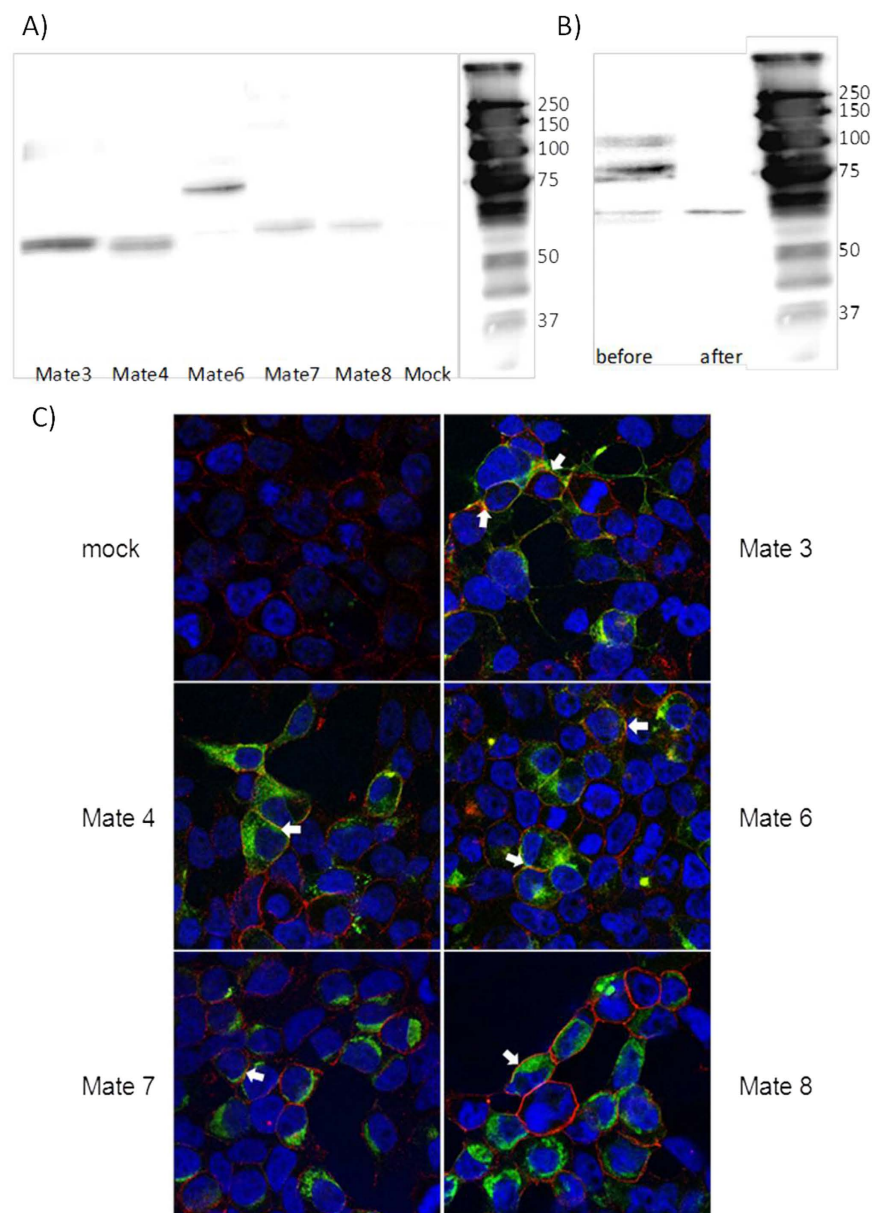 A)
250
150
100
75
50
37
Mate3 Mate4 Mate6 Mate7 Mate8 Mock
B)
250
150
100
75
50
37
before after
C)
mock
Mate 3
Mate 4
Mate 6
Mate 7
Mate 8